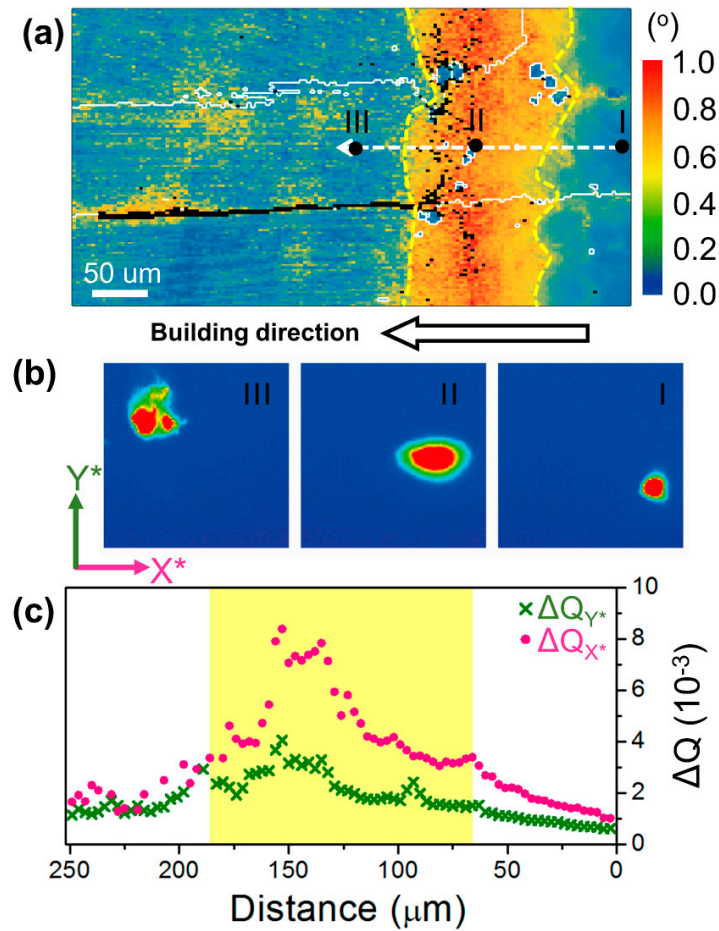 (a)
(°)
1.0
0.8
0.6
0.4
0.2
0.0
III
II
I
50 um
Building direction
(b)
III
II
I
Y*
X*
(c)
10
8
6
4
2
0
ΔQY*
ΔQX*
ΔQ (10-3)
250
200
150
100
50
0
Distance (μm)